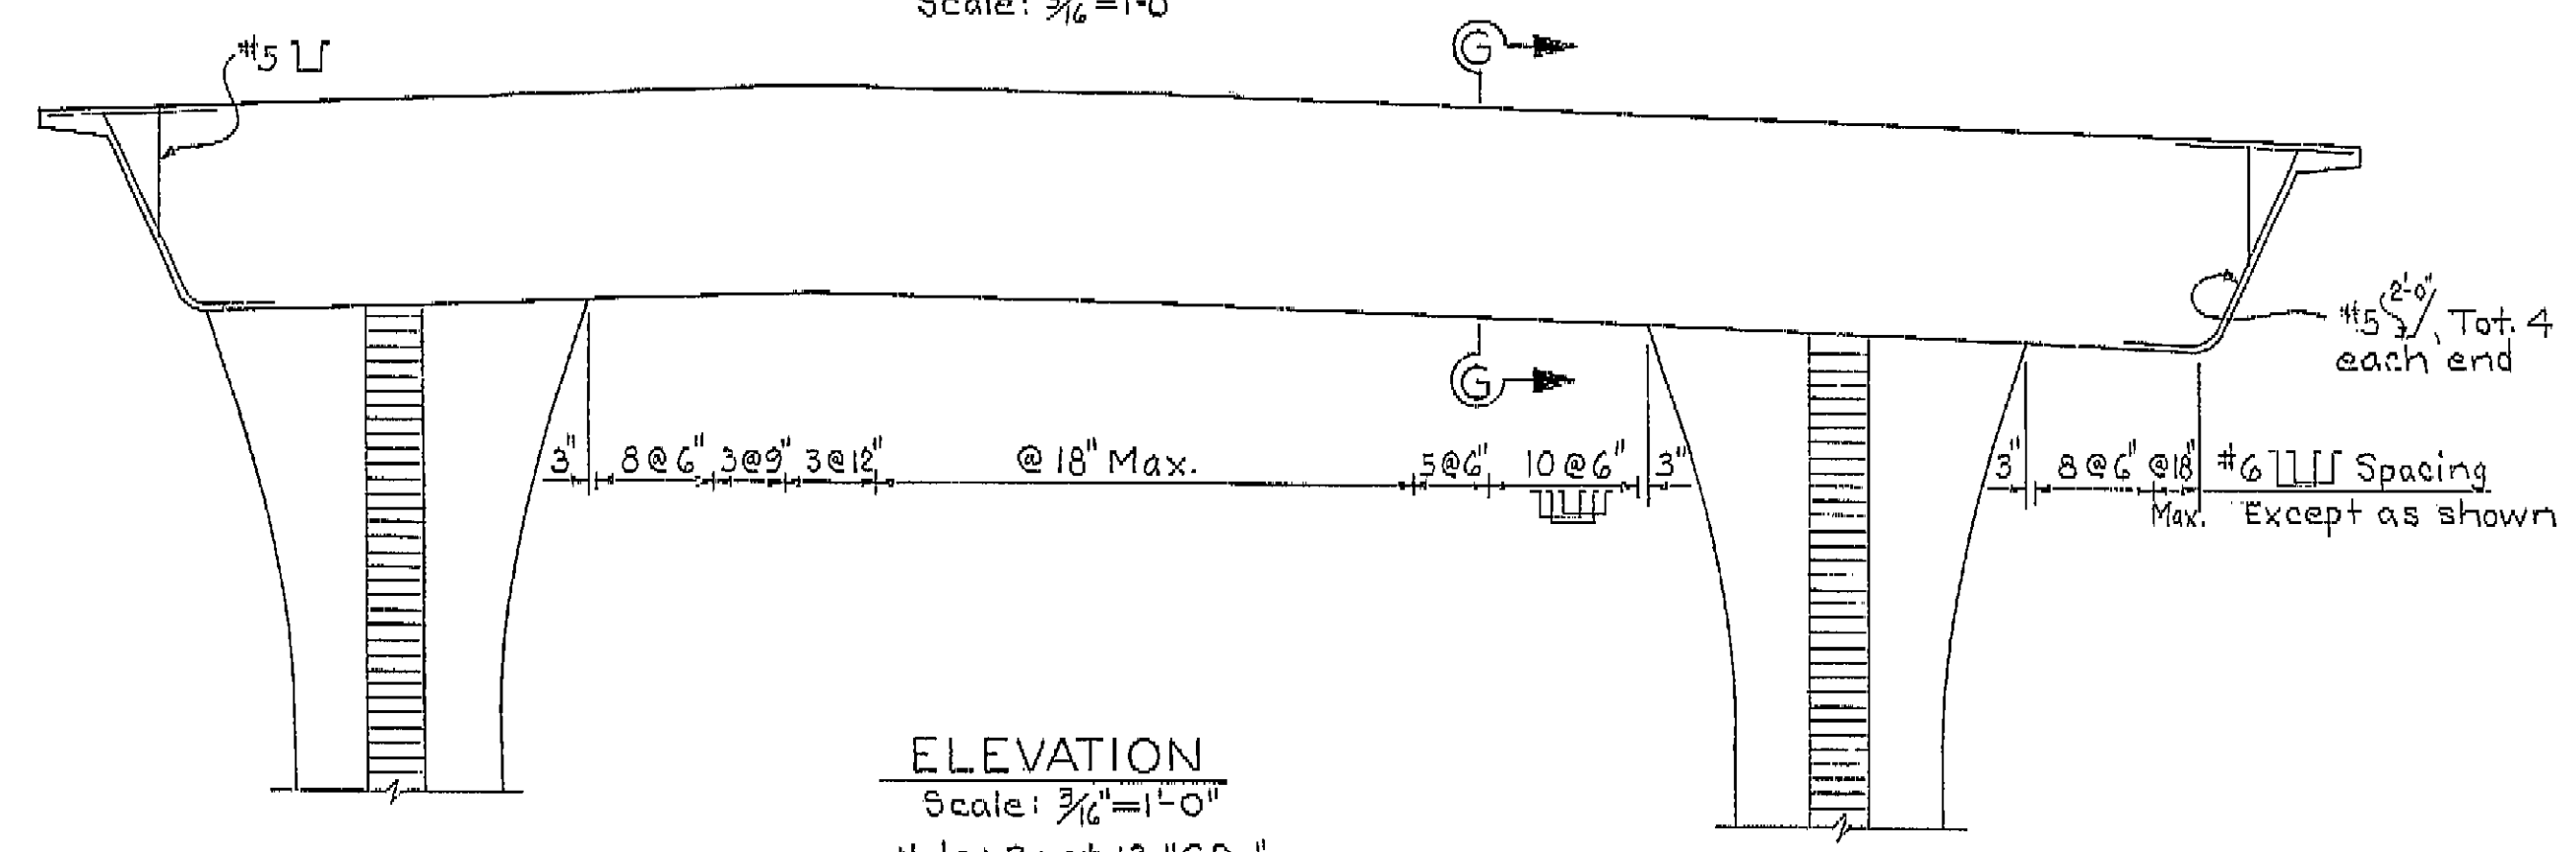 Scale: 3/16"=1'-0"
#5
G
#5 2'-0", Tot. 4
each end
G
3" 8@6" 3@9" 3@12" @ 18" Max. 5@6" 10@6" 3" 3" 8@6" @18" #6 Spacing
Max. Except as shown
ELEVATION
Scale: 3/16"=1'-0"